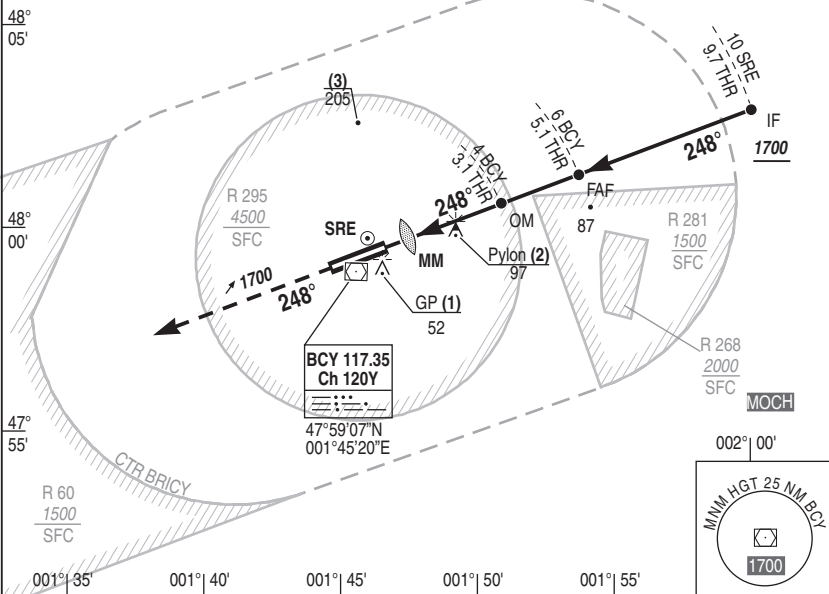 48°
05'
10 SRE
9.7 THR
(3)
205
IF
1700
6 BCY
5.1 THR
248°
4 BCY
3.1 THR
FAF
248°
OM
87
R 281
1500
SFC
R 295
4500
SFC
48°
00'
SRE
MM
Pylon (2)
97
1700
248°
GP (1)
52
R 268
2000
SFC
BCY 117.35
Ch 120Y
47°59'07"N
001°45'20"E
MOCH
47°
55'
002° 00'
CTR BRICY
R 60
1500
SFC
MNM HGT 25 NM BCY
1700
001° 35'
001° 40'
001° 45'
001° 50'
001° 55'